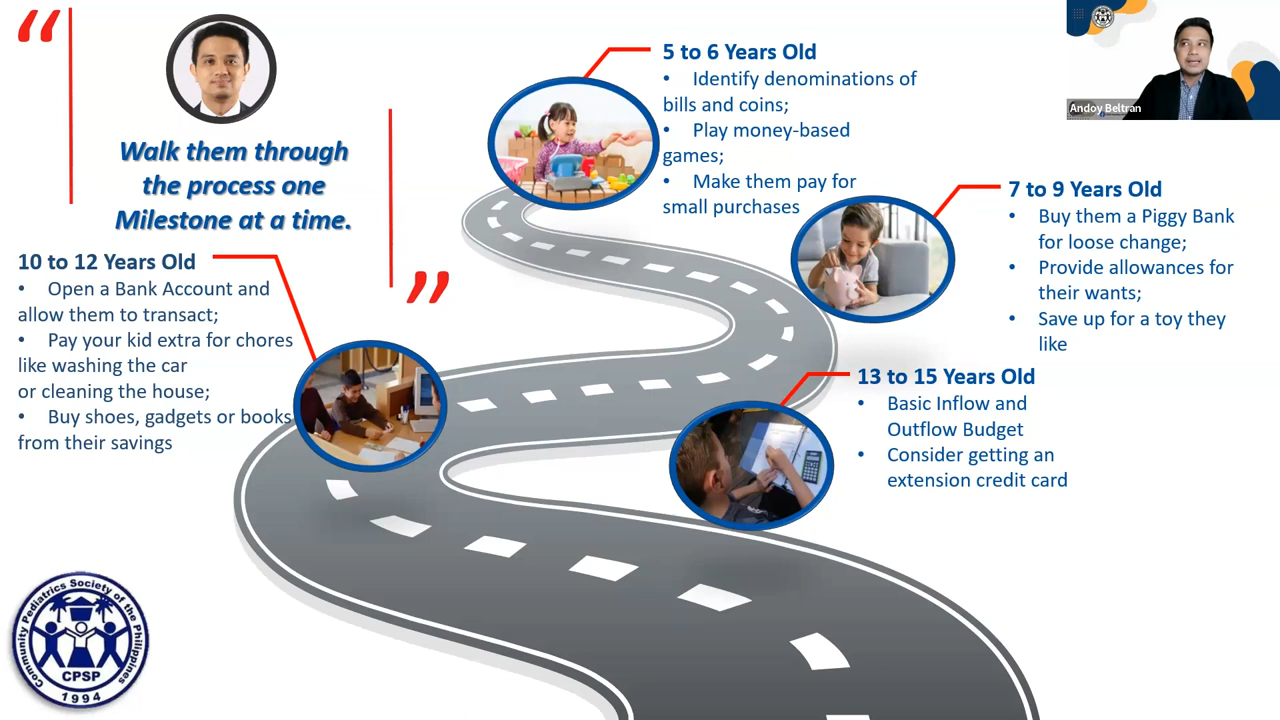 “
Walk them through
the process one
Milestone at a time.
”
5 to 6 Years Old
• Identify denominations of
bills and coins;
• Play money-based
games;
• Make them pay for
small purchases
7 to 9 Years Old
• Buy them a Piggy Bank
for loose change;
• Provide allowances for
their wants;
• Save up for a toy they
like
10 to 12 Years Old
• Open a Bank Account and
allow them to transact;
• Pay your kid extra for chores
like washing the car
or cleaning the house;
• Buy shoes, gadgets or books
from their savings
13 to 15 Years Old
• Basic Inflow and
Outflow Budget
• Consider getting an
extension credit card
Andoy Beltran
Community Pediatrics Society of the Philippines
CPSP
1994